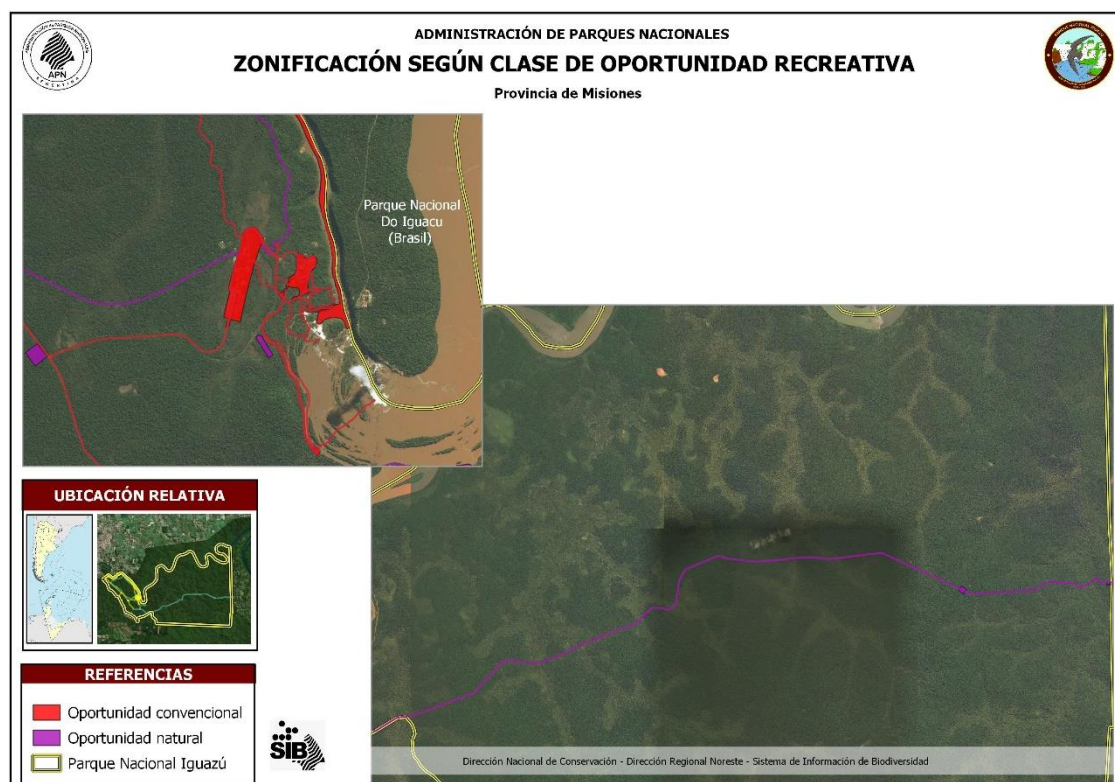 ADMINISTRACIÓN DE PARQUES NACIONALES
ZONIFICACIÓN SEGÚN CLASE DE OPORTUNIDAD RECREATIVA
Provincia de Misiones
APN
ARGENTINA
Parque Nacional
Do Iguacu
(Brasil)
UBICACIÓN RELATIVA
REFERENCIAS
Oportunidad convencional
Oportunidad natural
Parque Nacional Iguazú
SIB
Dirección Nacional de Conservación - Dirección Regional Noreste - Sistema de Información de Biodiversidad